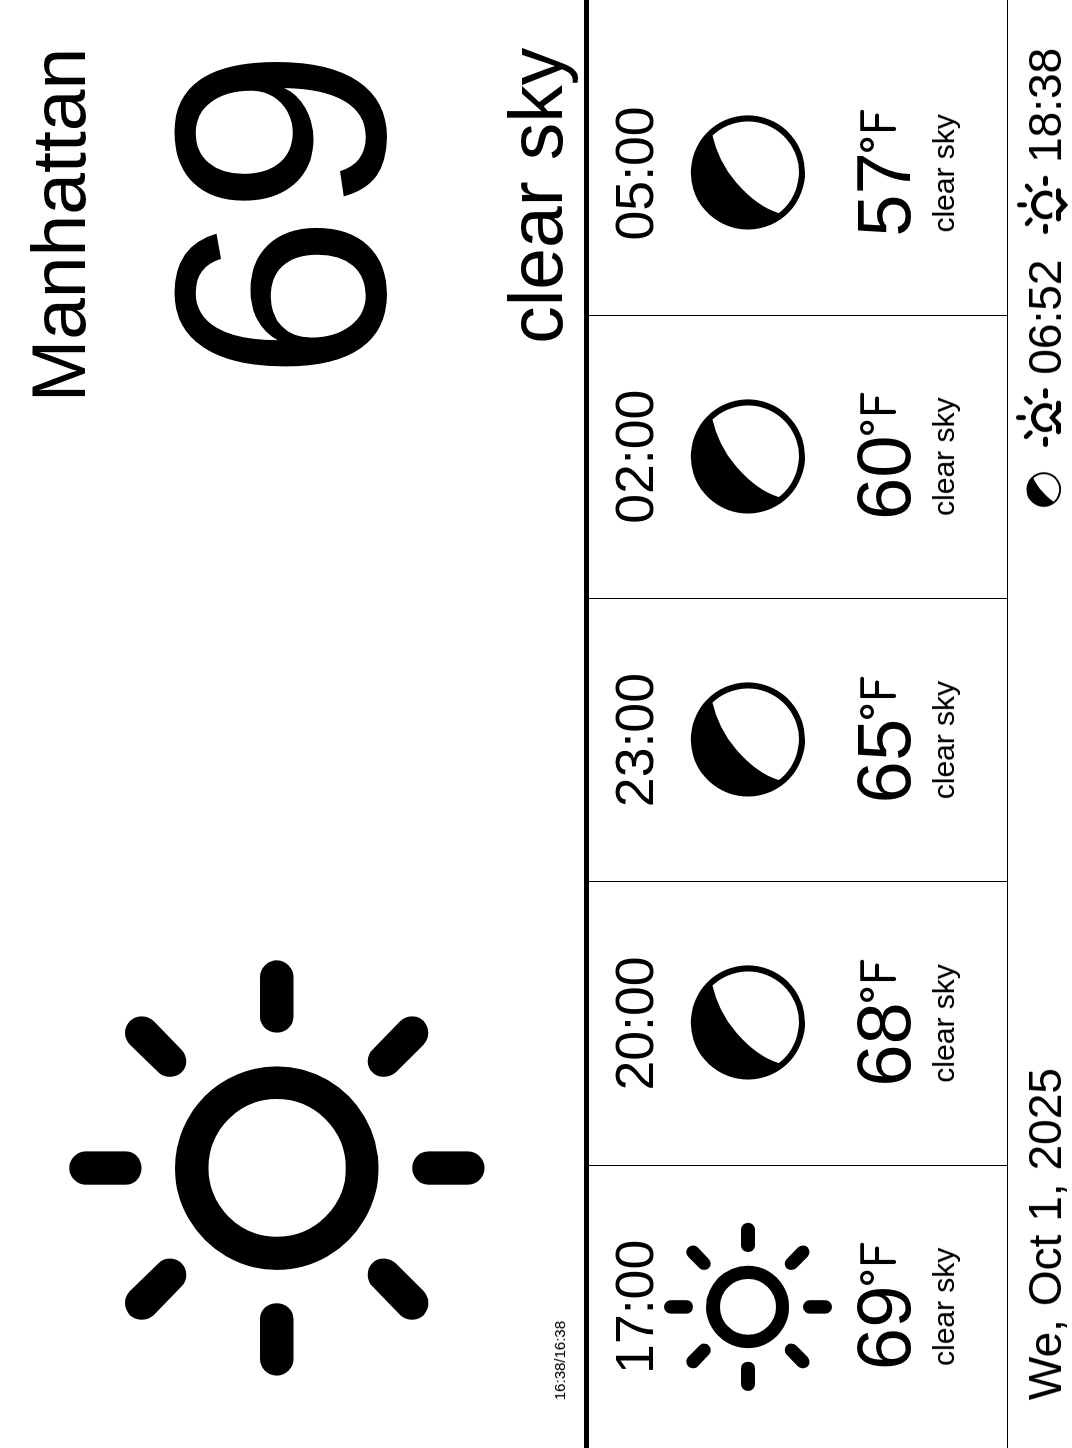 Manhattan
69
clear sky
16:38/16:38
17:00 20:00 23:00 02:00 05:00
69°F 68°F 65°F 60°F 57°F
clear sky clear sky clear sky clear sky clear sky
We, Oct 1, 2025 06:52 18:38